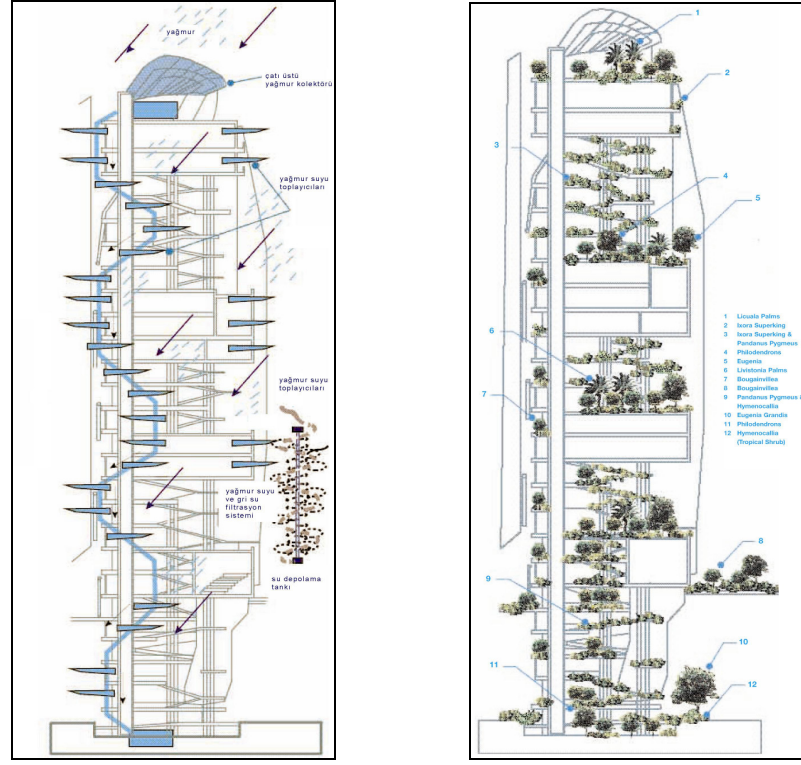 yağmur
çatı üstü
yağmur kolektörü
yağmur suyu
toplayıcıları
yağmur suyu
toplayıcıları
yağmur suyu
ve gri su
filtrasyon
sistemi
su depolama
tankı
1
2
3
4
5
6
7
8
9
10
11
12
1 Licuala Palms
2 Ixora Superking
3 Ixora Superking &
Pandanus Pygmeus
4 Philodendrons
5 Eugenia
6 Livistonia Palms
7 Bougainvillea
8 Bougainvillea
9 Pandanus Pygmeus &
Hymenocallia
10 Eugenia Grandis
11 Philodendrons
12 Hymenocallia
(Tropical Shrub)